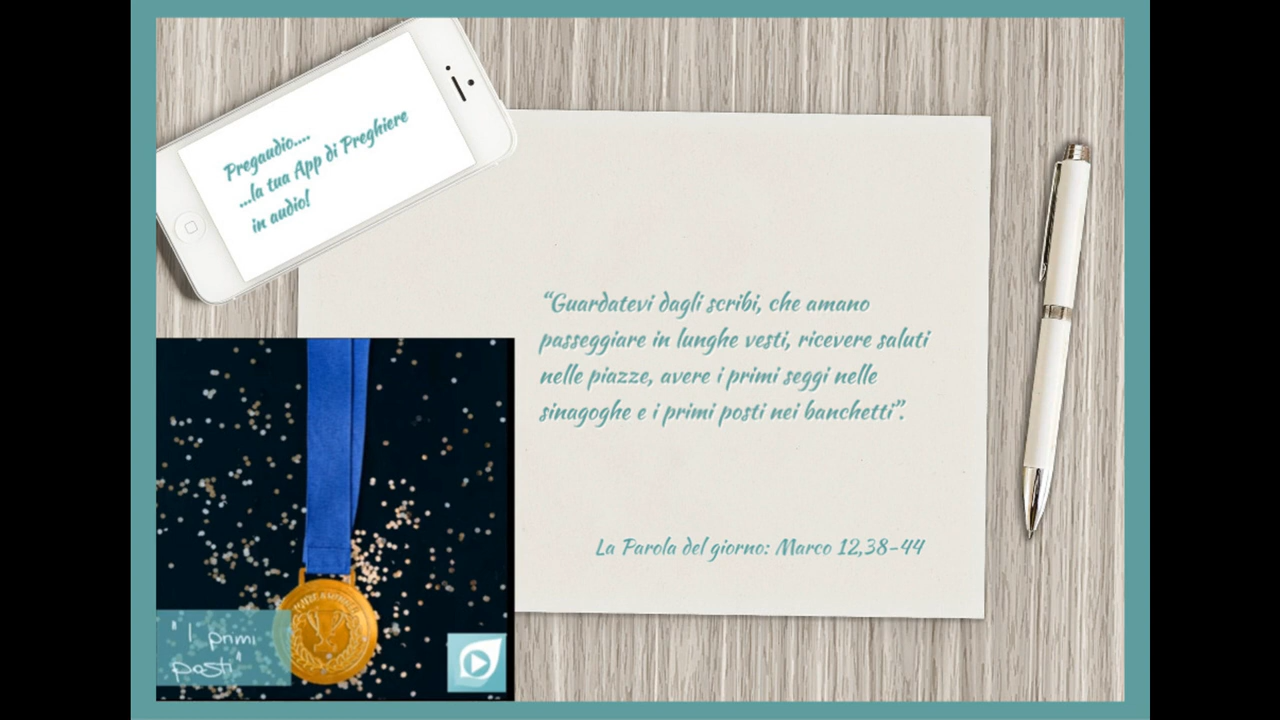 Pregaudio....
...la tua App di Preghiere
in audio!
“Guardatevi dagli scribi, che amano
passeggiare in lunghe vesti, ricevere saluti
nelle piazze, avere i primi seggi nelle
sinagoghe e i primi posti nei banchetti”.
La Parola del giorno: Marco 12,38-44
"I primi
posti"